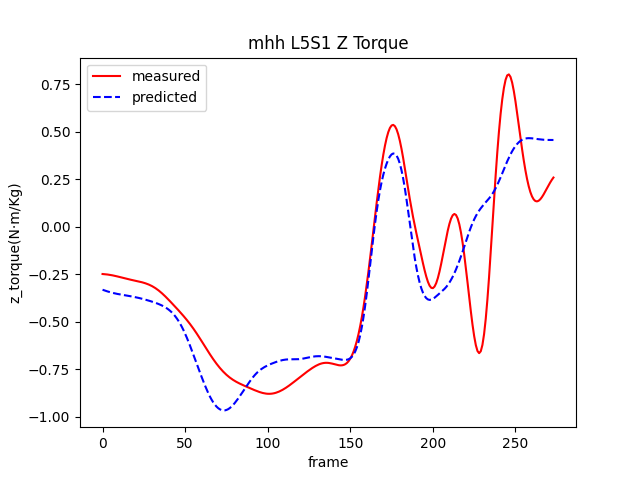 mhh L5S1 Z Torque
measured
predicted
z_torque(N·m/Kg)
0.75
0.50
0.25
0.00
−0.25
−0.50
−0.75
−1.00
0 50 100 150 200 250
frame